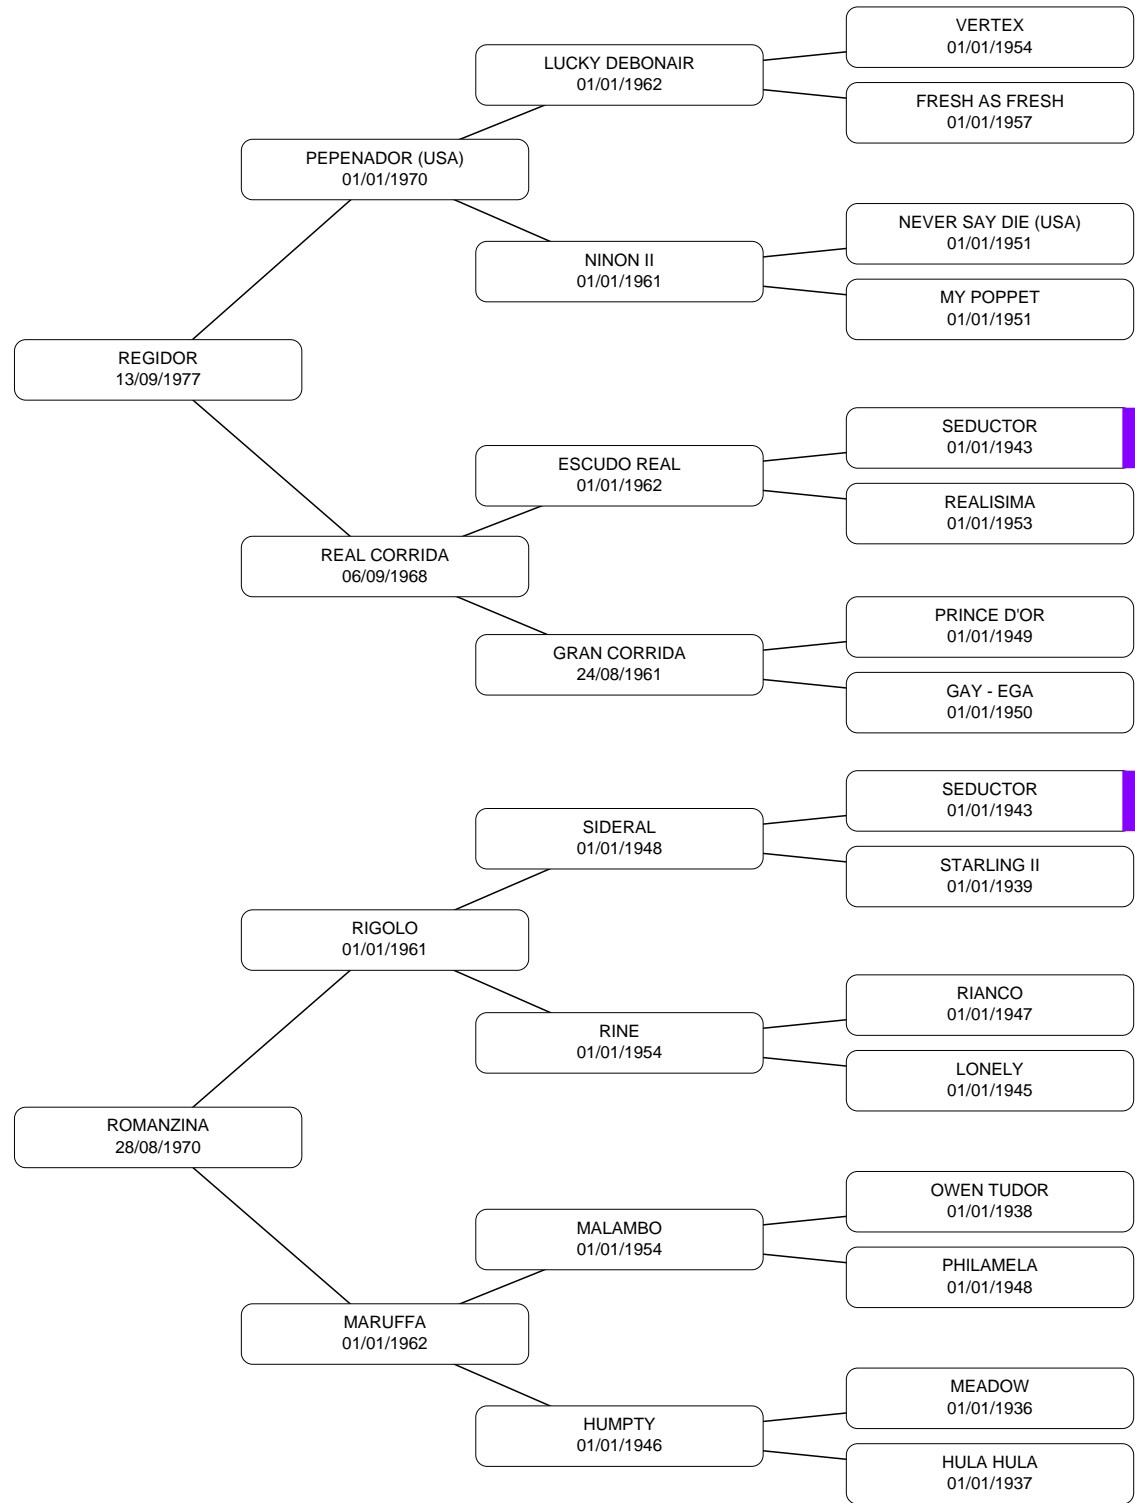 VERTEX
01/01/1954
LUCKY DEBONAIR
01/01/1962
FRESH AS FRESH
01/01/1957
PEPENADOR (USA)
01/01/1970
NEVER SAY DIE (USA)
01/01/1951
NINON II
01/01/1961
MY POPPET
01/01/1951
REGIDOR
13/09/1977
SEDUCTOR
01/01/1943
ESCUDO REAL
01/01/1962
REALISIMA
01/01/1953
REAL CORRIDA
06/09/1968
PRINCE D'OR
01/01/1949
GRAN CORRIDA
24/08/1961
GAY - EGA
01/01/1950
SEDUCTOR
01/01/1943
SIDERAL
01/01/1948
STARLING II
01/01/1939
RIGOLO
01/01/1961
RIANCO
01/01/1947
RINE
01/01/1954
LONELY
01/01/1945
ROMANZINA
28/08/1970
OWEN TUDOR
01/01/1938
MALAMBO
01/01/1954
PHILAMELA
01/01/1948
MARUFFA
01/01/1962
MEADOW
01/01/1936
HUMPTY
01/01/1946
HULA HULA
01/01/1937